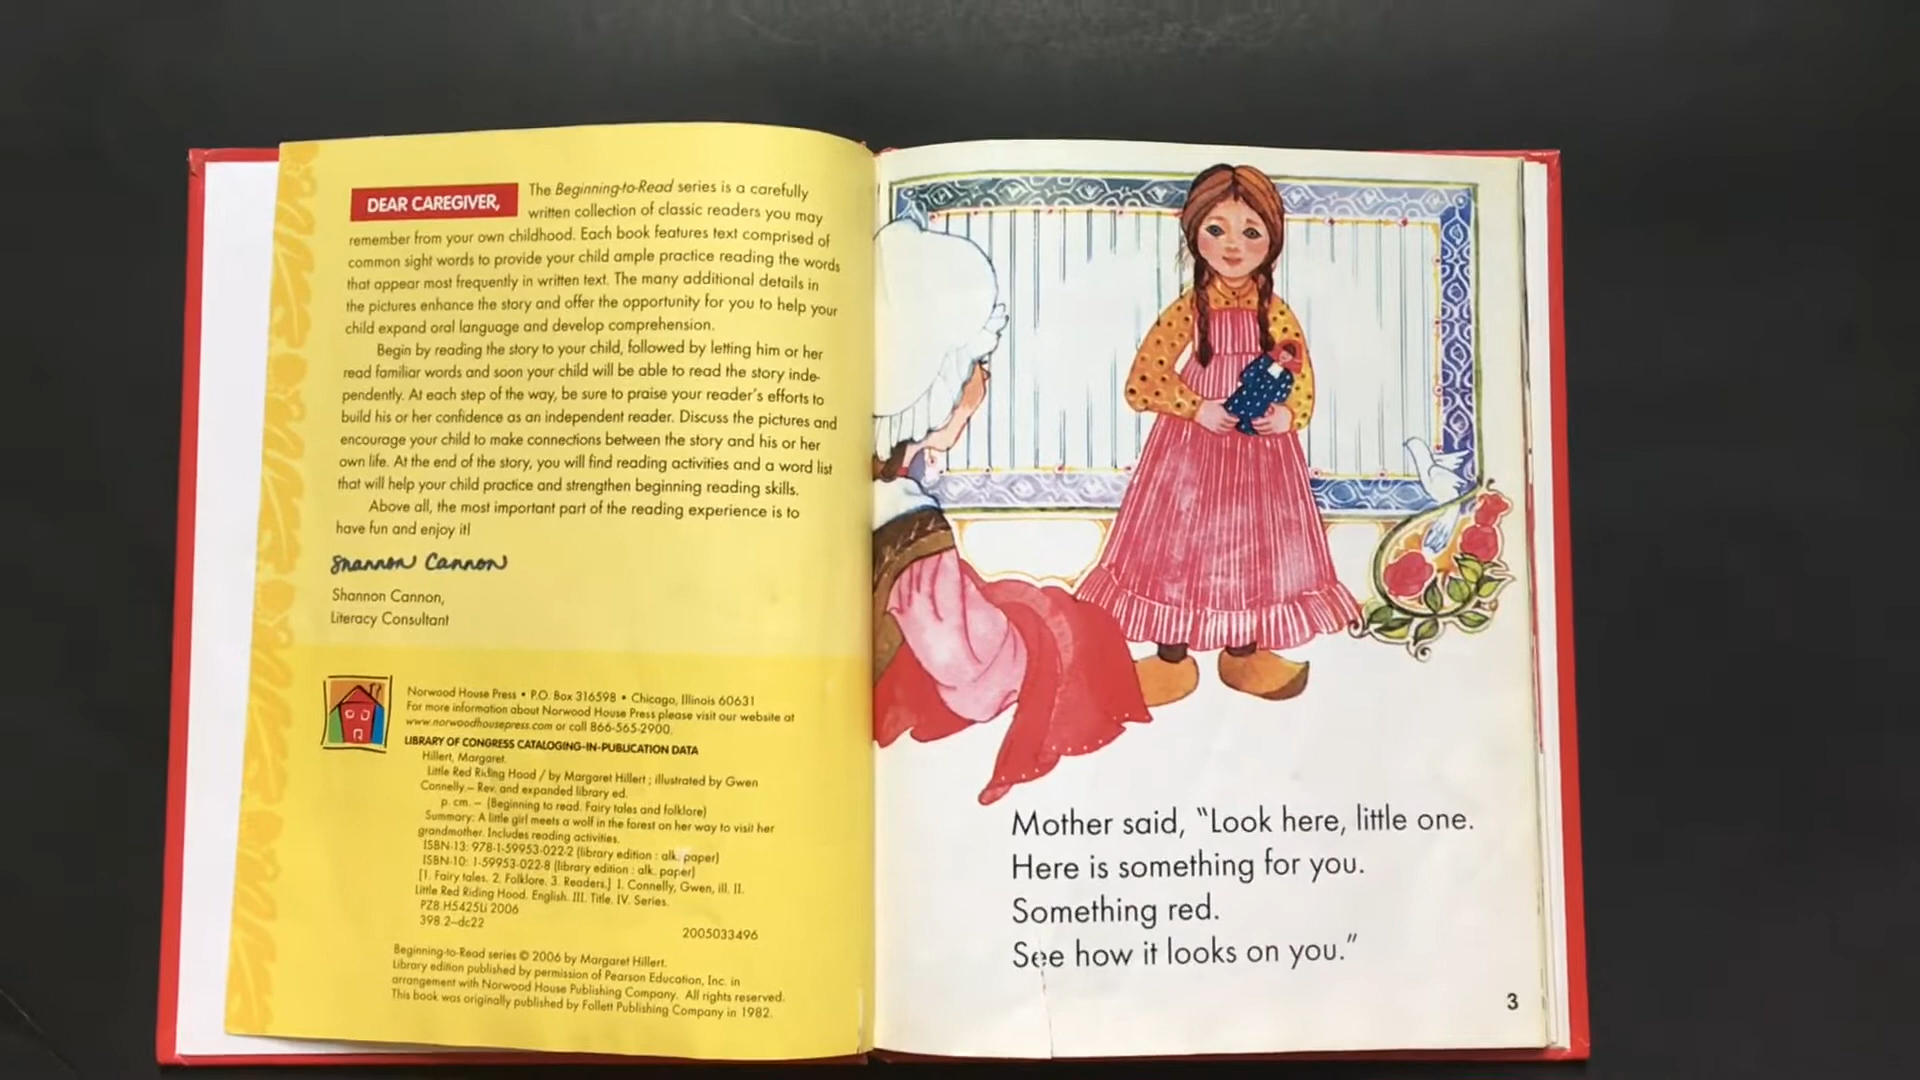 DEAR CAREGIVER,
The Beginning-to-Read series is a carefully
written collection of classic readers you may
remember from your own childhood. Each book features text comprised of
common sight words to provide your child ample practice reading the words
that appear most frequently in written text. The many additional details in
the pictures enhance the story and offer the opportunity for you to help your
child expand oral language and develop comprehension.
Begin by reading the story to your child, followed by letting him or her
read familiar words and soon your child will be able to read the story inde-
pendently. At each step of the way, be sure to praise your reader's efforts to
build his or her confidence as an independent reader. Discuss the pictures and
encourage your child to make connections between the story and his or her
own life. At the end of the story, you will find reading activities and a word list
that will help your child practice and strengthen beginning reading skills.
Above all, the most important part of the reading experience is to
have fun and enjoy it!
Shannon Cannon
Shannon Cannon,
Literacy Consultant
Norwood House Press • P.O. Box 316598 • Chicago, Illinois 60631
For more information about Norwood House Press please visit our website at
www.norwoodhousepress.com or call 866-565-2900.
LIBRARY OF CONGRESS CATALOGING-IN-PUBLICATION DATA
Hillert, Margaret.
Little Red Riding Hood / by Margaret Hillert ; illustrated by Gwen
Connelly.— Rev. and expanded library ed.
p. cm. — (Beginning to read. Fairy tales and folklore)
Summary: A little girl meets a wolf in the forest on her way to visit her
grandmother. Includes reading activities.
ISBN-13: 978-1-59953-022-2 (library edition : alk. paper)
ISBN-10: 1-59953-022-8 (library edition : alk. paper)
[1. Fairy tales. 2. Folklore. 3. Readers.] I. Connelly, Gwen, ill. II.
Little Red Riding Hood. English. III. Title. IV. Series.
PZ8.H5425Li 2006
398.2–dc22
2005033496
Beginning-to-Read series © 2006 by Margaret Hillert.
Library edition published by permission of Pearson Education, Inc. in
arrangement with Norwood House Publishing Company. All rights reserved.
This book was originally published by Follett Publishing Company in 1982.
Mother said, "Look here, little one.
Here is something for you.
Something red.
See how it looks on you."
3